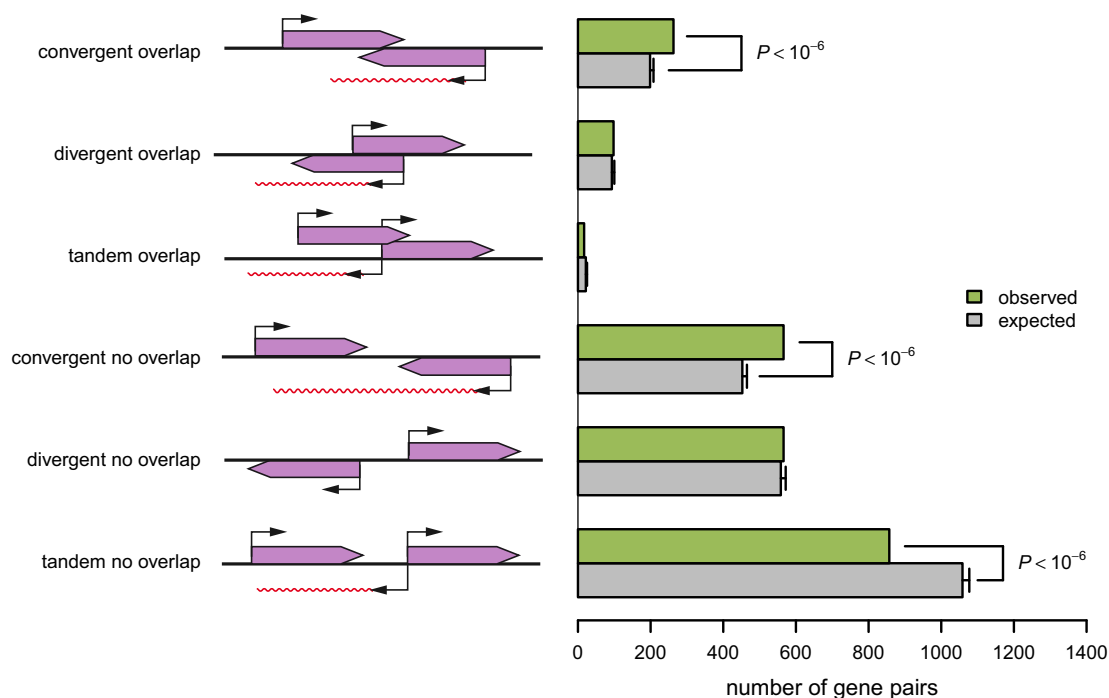 convergent overlap
P < 10⁻⁶
divergent overlap
tandem overlap
observed
expected
convergent no overlap
P < 10⁻⁶
divergent no overlap
tandem no overlap
P < 10⁻⁶
0 200 400 600 800 1000 1200 1400
number of gene pairs